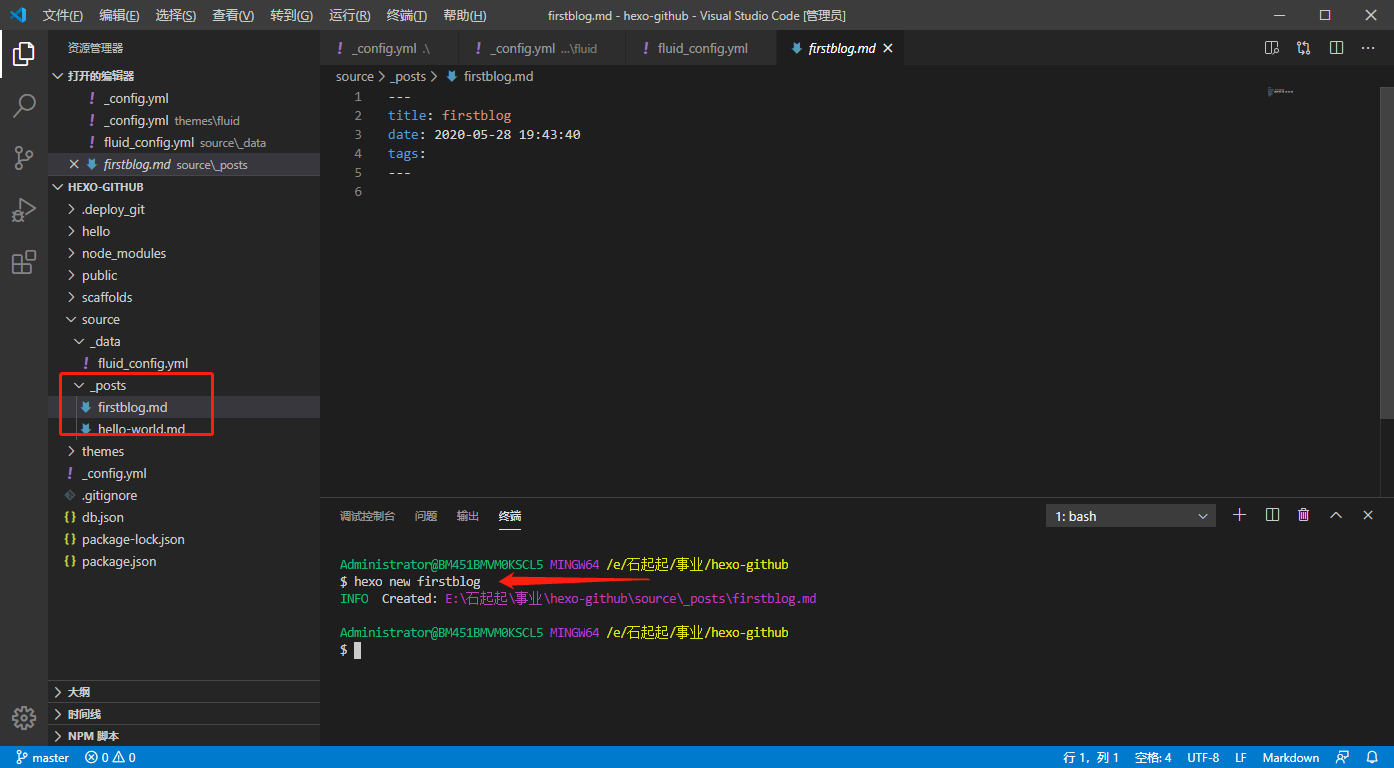 文件(F) 编辑(E) 选择(S) 查看(V) 转到(G) 运行(R) 终端(T) 帮助(H) firstblog.md - hexo-github - Visual Studio Code [管理员]
资源管理器
打开的编辑器
_config.yml
_config.yml themes\fluid
fluid_config.yml source\_data
firstblog.md source\_posts
HEXO-GITHUB
.deploy_git
hello
node_modules
public
scaffolds
source
_data
fluid_config.yml
_posts
firstblog.md
hello-world.md
themes
_config.yml
.gitignore
db.json
package-lock.json
package.json
大纲
时间线
NPM 脚本
_config.yml .\ _config.yml ...\fluid fluid_config.yml firstblog.md
source > _posts > firstblog.md
1 ---
2 title: firstblog
3 date: 2020-05-28 19:43:40
4 tags:
5 ---
6
调试控制台 问题 输出 终端 1: bash
Administrator@BM451BMVM0KSCL5 MINGW64 /e/石起起/事业/hexo-github
$ hexo new firstblog
INFO Created: E:\石起起\事业\hexo-github\source\_posts\firstblog.md
Administrator@BM451BMVM0KSCL5 MINGW64 /e/石起起/事业/hexo-github
$
master 0 0 行 1，列 1 空格: 4 UTF-8 LF Markdown